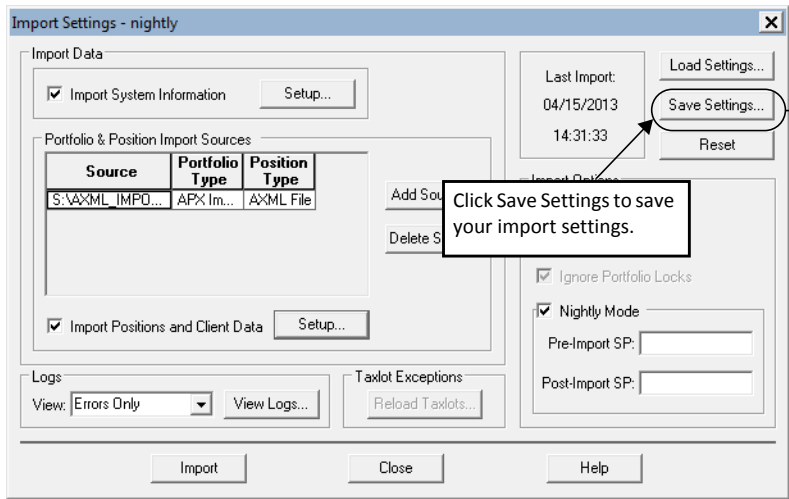 Import Settings - nightly
Import Data
Import System Information
Setup...
Portfolio & Position Import Sources
Source
Portfolio Type
Position Type
S:\AXML_IMPO...
APX Im...
AXML File
Add Sou
Delete S
Import Positions and Client Data
Setup...
Logs
View: Errors Only
View Logs...
Taxlot Exceptions
Reload Taxlots...
Last Import:
04/15/2013
14:31:33
Load Settings...
Save Settings...
Reset
Import Options
Click Save Settings to save
your import settings.
Ignore Portfolio Locks
Nightly Mode
Pre-Import SP:
Post-Import SP:
Import
Close
Help